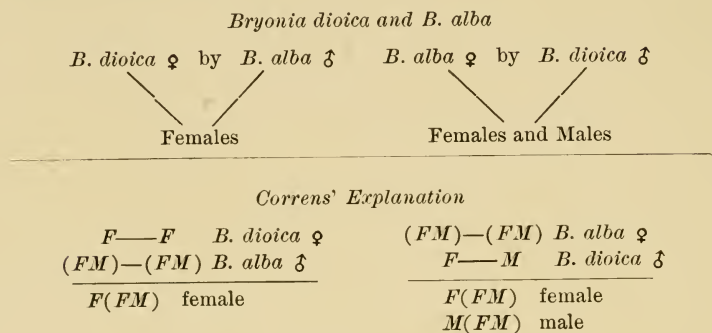 Bryonia dioica and B. alba
B. dioica ♀ by B. alba ♂ B. alba ♀ by B. dioica ♂
Females Females and Males
Correns' Explanation
F——F B. dioica ♀ (FM)—(FM) B. alba ♀
(FM)—(FM) B. alba ♂ F——M B. dioica ♂
F(FM) female F(FM) female
M(FM) male